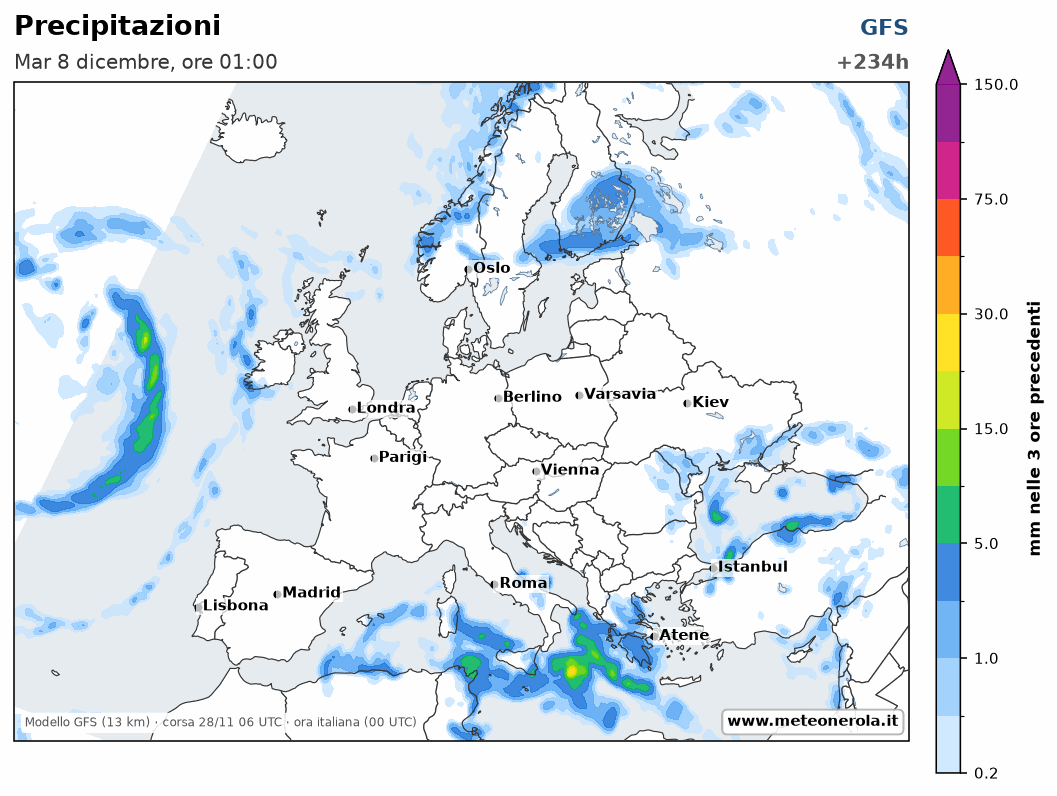 Precipitazioni
GFS
Mar 8 dicembre, ore 01:00
+234h
150.0
75.0
30.0
15.0
5.0
1.0
0.2
mm nelle 3 ore precedenti
Oslo
Berlino
Varsavia
Kiev
Londra
Parigi
Vienna
Istanbul
Roma
Madrid
Lisbona
Atene
Modello GFS (13 km) · corsa 28/11 06 UTC · ora italiana (00 UTC)
www.meteonerola.it